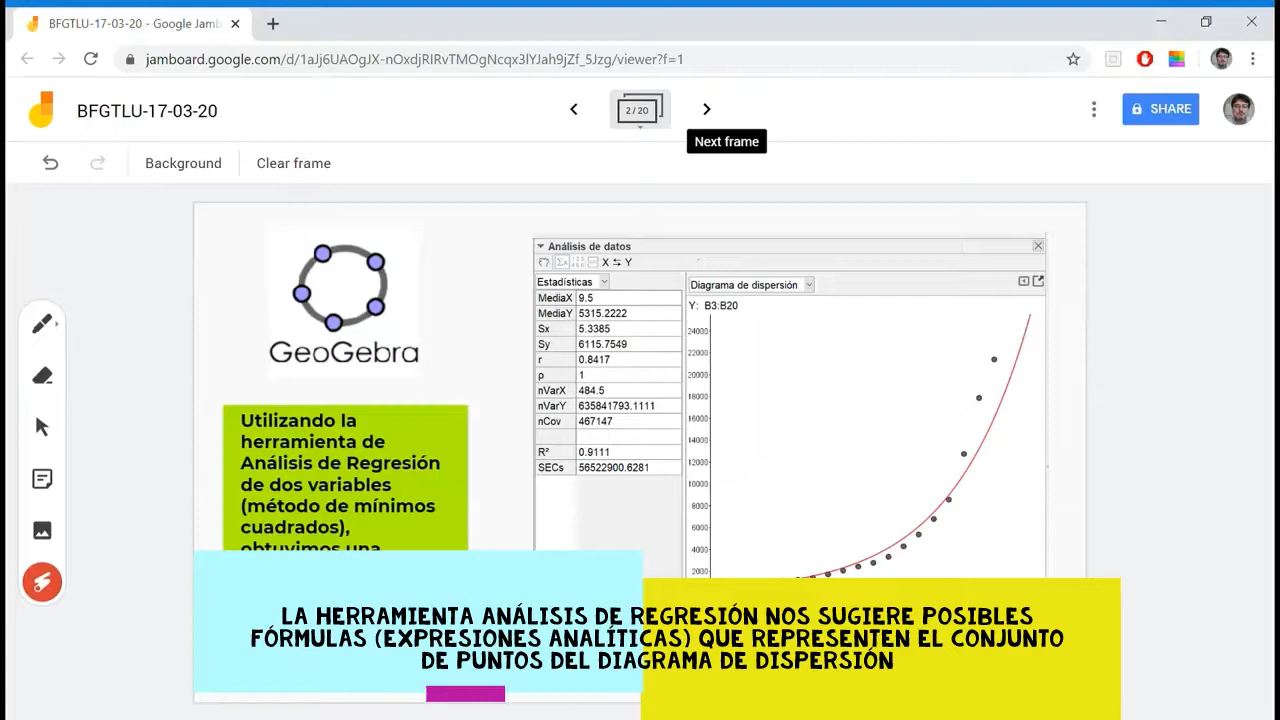 BFGTLU-17-03-20 - Google Jamb
jamboard.google.com/d/1aJj6UAOgJX-nOxdjRIRvTMOgNcqx3lYJah9jZf_5Jzg/viewer?f=1
BFGTLU-17-03-20
2 / 20
SHARE
Next frame
Background
Clear frame
GeoGebra
Utilizando la
herramienta de
Análisis de Regresión
de dos variables
(método de mínimos
cuadrados),
obtuvimos una
Análisis de datos
X ⇆ Y
Estadísticas
MediaX 9.5
MediaY 5315.2222
Sx 5.3385
Sy 6115.7549
r 0.8417
ρ 1
nVarX 484.5
nVarY 635841793.1111
nCov 467147
R² 0.9111
SECs 56522900.6281
Diagrama de dispersión
Y: B3:B20
24000
22000
20000
18000
16000
14000
12000
10000
8000
6000
4000
2000
LA HERRAMIENTA ANÁLISIS DE REGRESIÓN NOS SUGIERE POSIBLES
FÓRMULAS (EXPRESIONES ANALÍTICAS) QUE REPRESENTEN EL CONJUNTO
DE PUNTOS DEL DIAGRAMA DE DISPERSIÓN